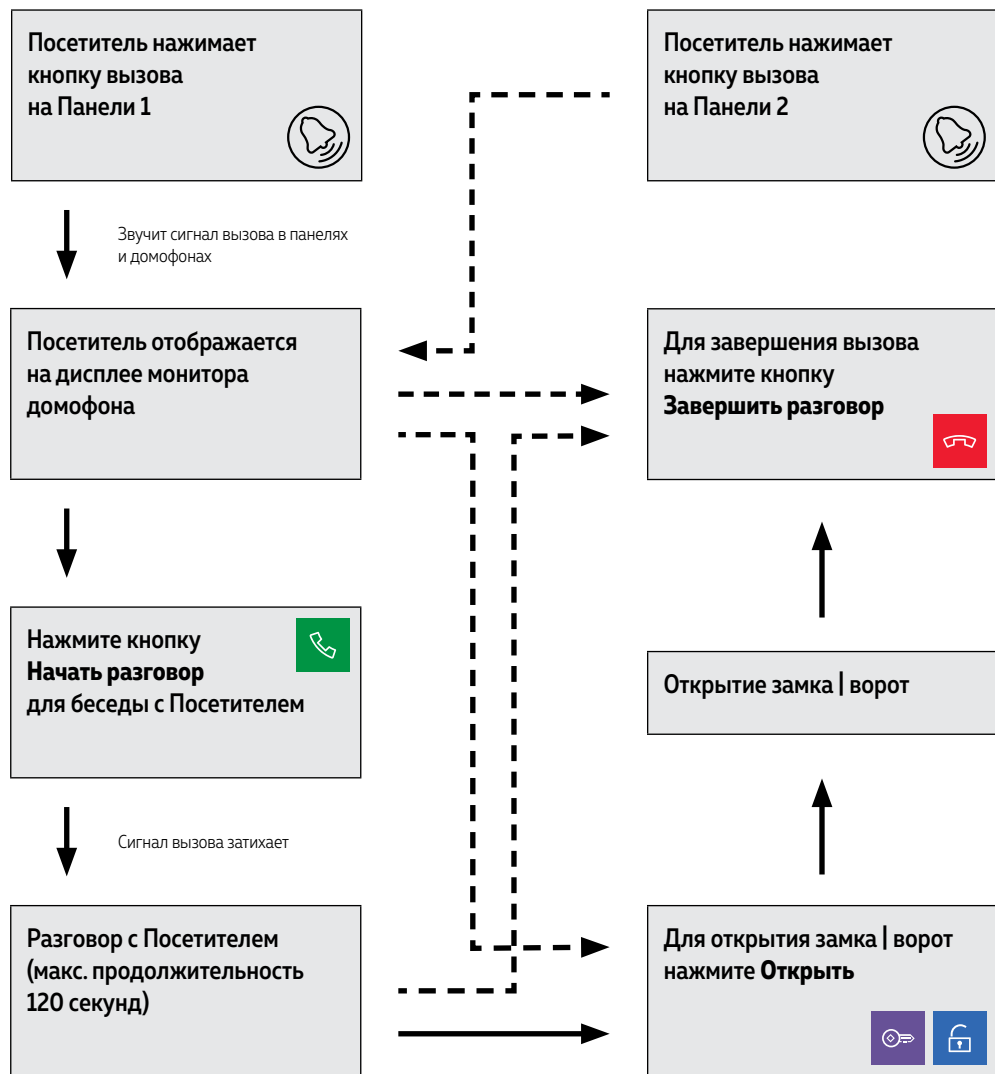 Посетитель нажимает
кнопку вызова
на Панели 1
Посетитель нажимает
кнопку вызова
на Панели 2
Звучит сигнал вызова в панелях
и домофонах
Посетитель отображается
на дисплее монитора
домофона
Для завершения вызова
нажмите кнопку
Завершить разговор
Нажмите кнопку
Начать разговор
для беседы с Посетителем
Открытие замка | ворот
Сигнал вызова затихает
Разговор с Посетителем
(макс. продолжительность
120 секунд)
Для открытия замка | ворот
нажмите Открыть